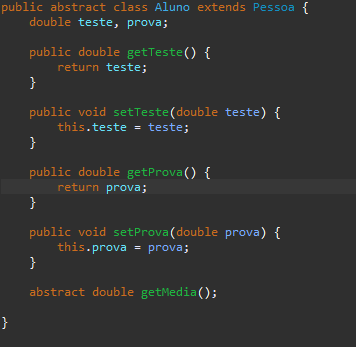 public abstract class Aluno extends Pessoa {
    double teste, prova;

    public double getTeste() {
        return teste;
    }

    public void setTeste(double teste) {
        this.teste = teste;
    }

    public double getProva() {
        return prova;
    }

    public void setProva(double prova) {
        this.prova = prova;
    }

    abstract double getMedia();

}